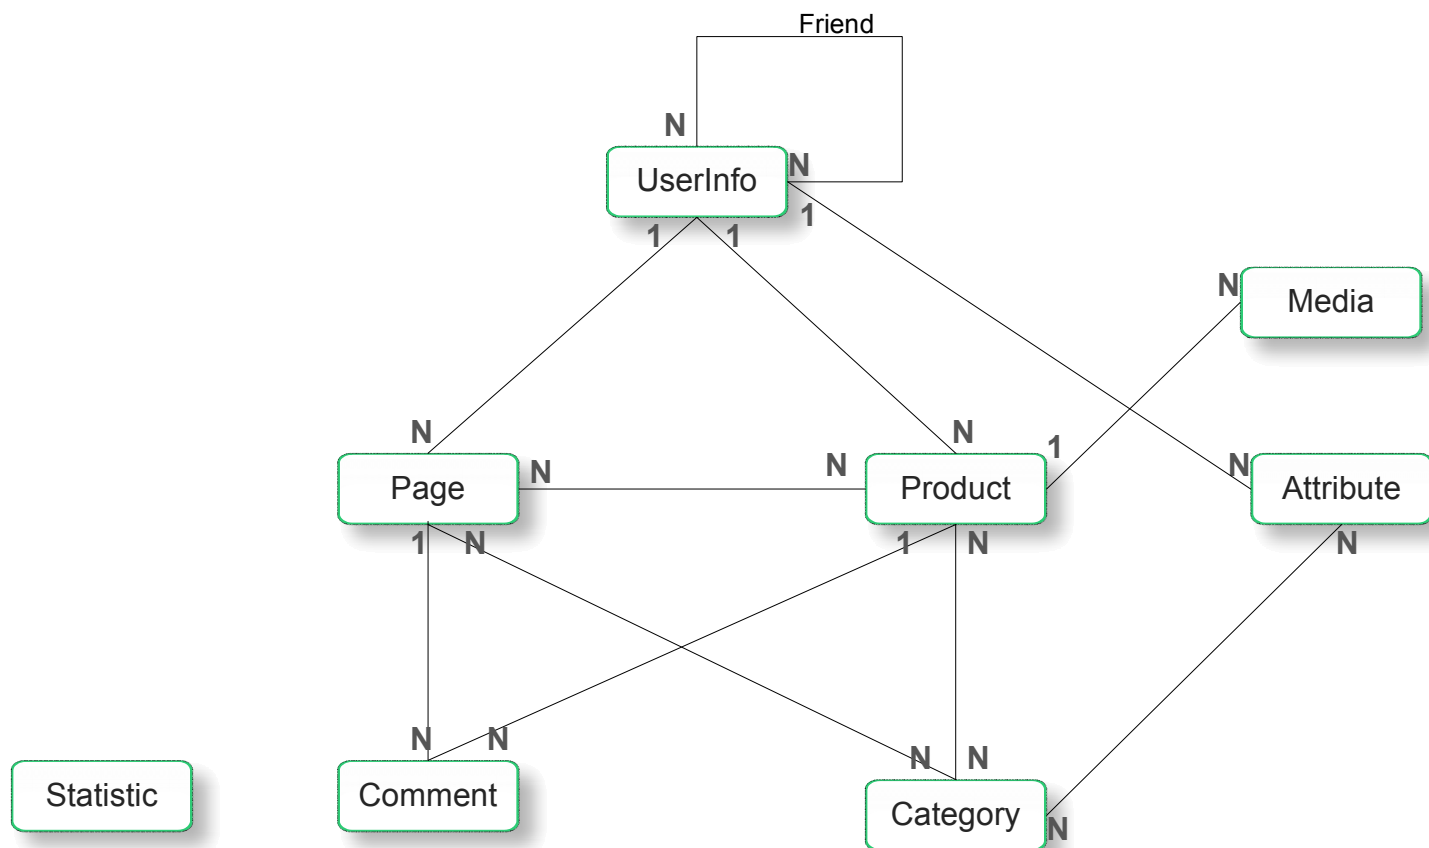 Friend
N
UserInfo
N
1
1
1
N
Media
N
N
1
N
Page
N
N
Product
Attribute
1
N
1
N
N
N
N
N
N
Statistic
Comment
Category
N